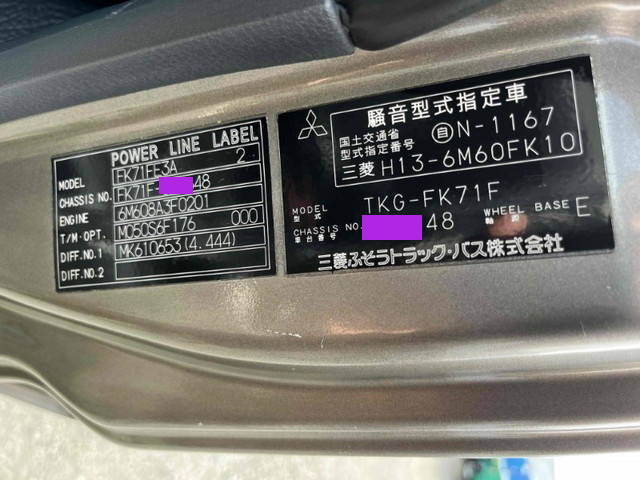 POWER LINE LABEL
MODEL FK71FE3A 2
CHASSIS NO. FK71F- 48
ENGINE 6M608A3F0201
T/M·OPT. M050S6F176 000
DIFF.NO.1 MK610653(4.444)
DIFF.NO.2
騒音型式指定車
国土交通省
型式指定番号 自N-1167
三菱 H13-6M60FK10
MODEL
型式 TKG-FK71F
CHASSIS NO.
車台番号 48 WHEEL BASE
軸距 E
三菱ふそうトラック・バス株式会社